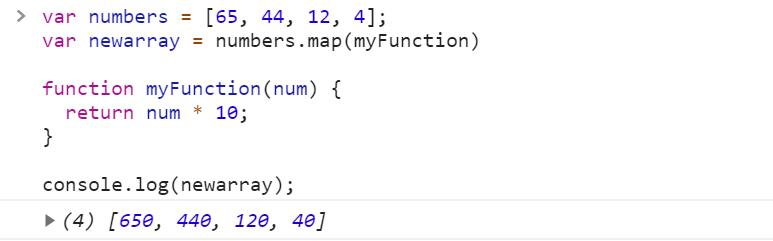 > var numbers = [65, 44, 12, 4];
var newarray = numbers.map(myFunction)

function myFunction(num) {
  return num * 10;
}

console.log(newarray);
▶ (4) [650, 440, 120, 40]